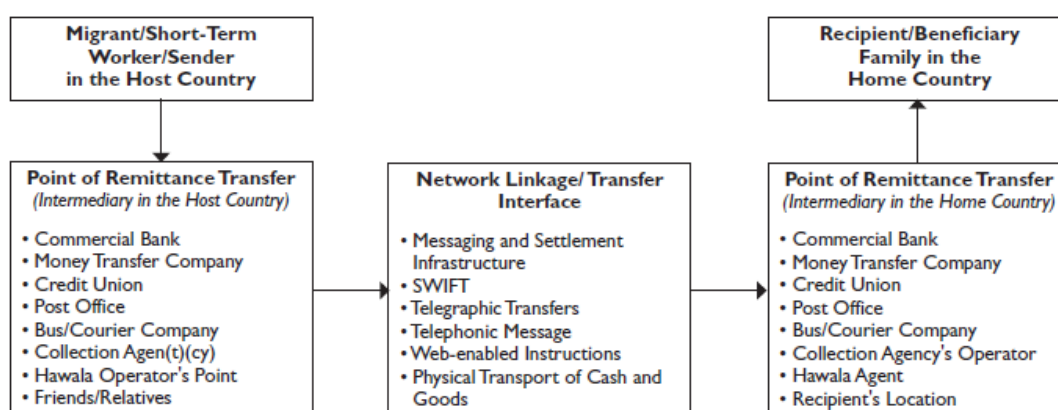 Migrant/Short-Term
Worker/Sender
in the Host Country
Recipient/Beneficiary
Family in the
Home Country
Point of Remittance Transfer
(Intermediary in the Host Country)
• Commercial Bank
• Money Transfer Company
• Credit Union
• Post Office
• Bus/Courier Company
• Collection Agen(t)(cy)
• Hawala Operator's Point
• Friends/Relatives
Network Linkage/ Transfer
Interface
• Messaging and Settlement
Infrastructure
• SWIFT
• Telegraphic Transfers
• Telephonic Message
• Web-enabled Instructions
• Physical Transport of Cash and
Goods
Point of Remittance Transfer
(Intermediary in the Home Country)
• Commercial Bank
• Money Transfer Company
• Credit Union
• Post Office
• Bus/Courier Company
• Collection Agency's Operator
• Hawala Agent
• Recipient's Location